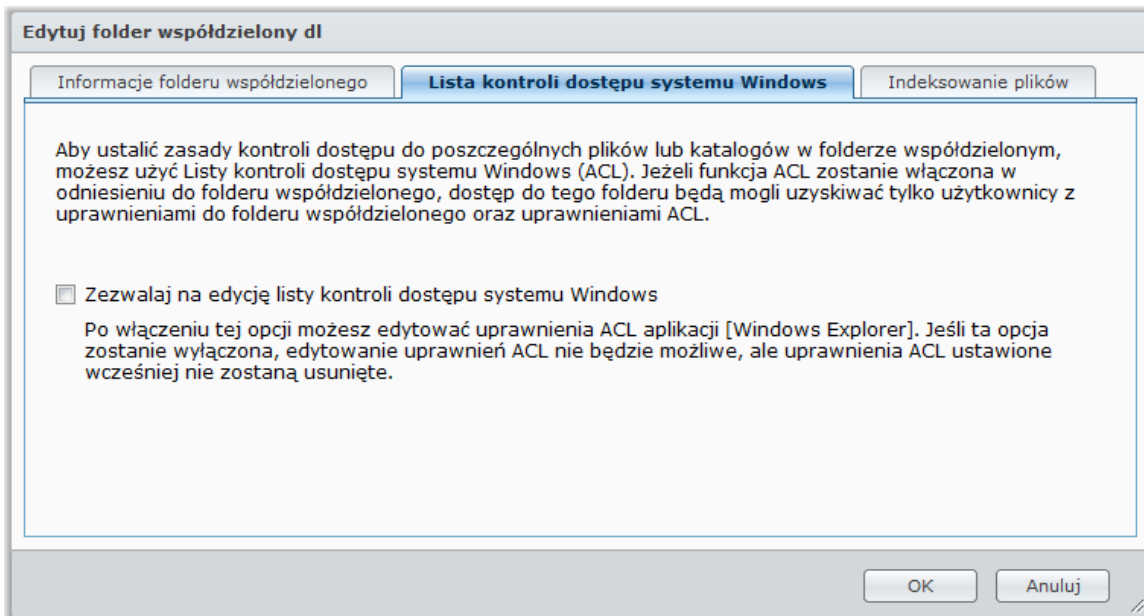 Edytuj folder współdzielony dl
Informacje folderu współdzielonego
Lista kontroli dostępu systemu Windows
Indeksowanie plików
Aby ustalić zasady kontroli dostępu do poszczególnych plików lub katalogów w folderze współdzielonym,
możesz użyć Listy kontroli dostępu systemu Windows (ACL). Jeżeli funkcja ACL zostanie włączona w
odniesieniu do folderu współdzielonego, dostęp do tego folderu będą mogli uzyskiwać tylko użytkownicy z
uprawnieniami do folderu współdzielonego oraz uprawnieniami ACL.
Zezwalaj na edycję listy kontroli dostępu systemu Windows
Po włączeniu tej opcji możesz edytować uprawnienia ACL aplikacji [Windows Explorer]. Jeśli ta opcja
zostanie wyłączona, edytowanie uprawnień ACL nie będzie możliwe, ale uprawnienia ACL ustawione
wcześniej nie zostaną usunięte.
OK
Anuluj